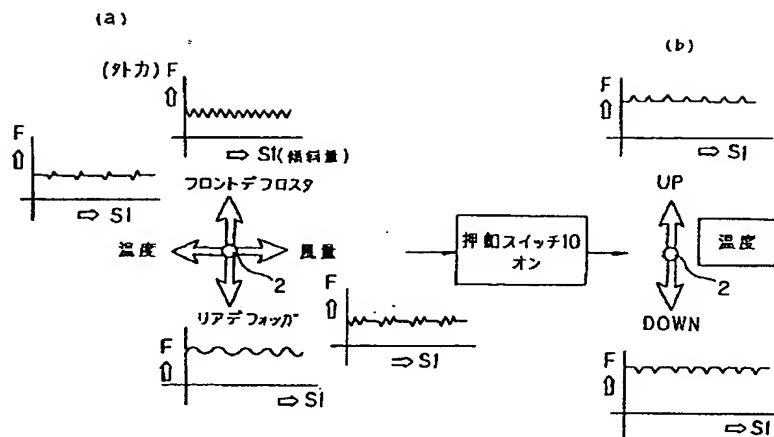 (a)
(外力) F
⇨ S1(傾斜量)
F
⇨ S1
フロントデフロスタ
温度
風量
2
リアデフォッガ
F
⇨ S1
F
⇨ S1
押釦スイッチ10
オン
(b)
F
⇨ S1
UP
温度
2
DOWN
F
⇨ S1